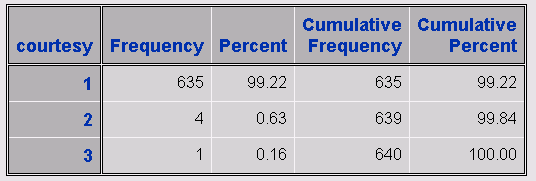 courtesy Frequency Percent Cumulative Frequency Cumulative Percent
1 635 99.22 635 99.22
2 4 0.63 639 99.84
3 1 0.16 640 100.00